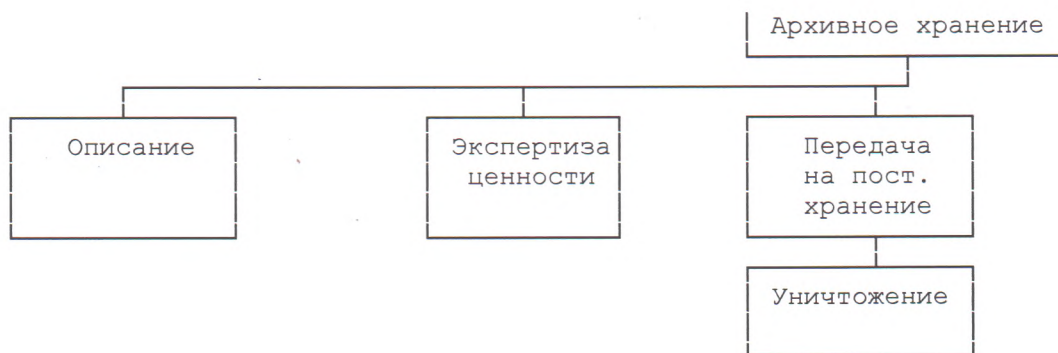 Архивное хранение
Описание
Экспертиза
ценности
Передача
на пост.
хранение
Уничтожение